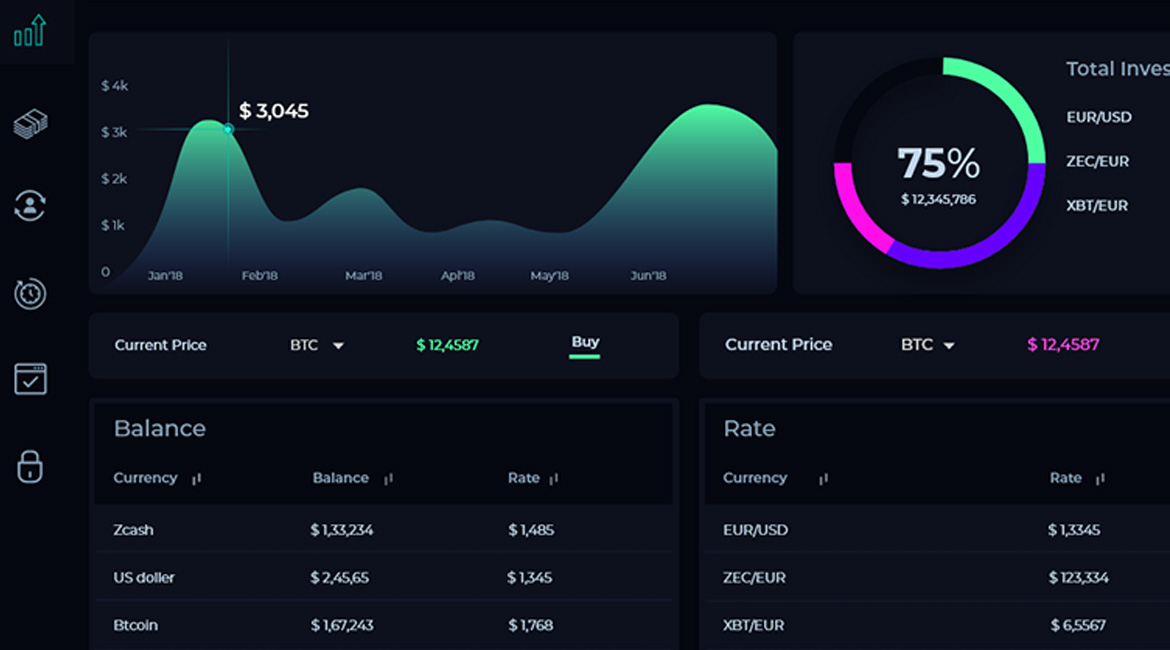 $ 4k
$ 3k
$ 2k
$ 1k
0
$ 3,045
Jan'18 Feb'18 Mar'18 Apl'18 May'18 Jun'18
75%
$ 12,345,786
Total Inves
EUR/USD
ZEC/EUR
XBT/EUR
Current Price BTC $ 12,4587 Buy
Current Price BTC $ 12,4587
Balance
Currency Balance Rate
Zcash $ 1,33,234 $ 1,485
US doller $ 2,45,65 $ 1,345
Btcoin $ 1,67,243 $ 1,768
Rate
Currency Rate
EUR/USD $ 1,3345
ZEC/EUR $ 123,334
XBT/EUR $ 6,5567